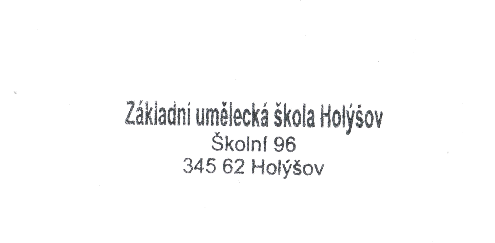 Základní umělecká škola Holýšov
Školní 96
345 62 Holýšov